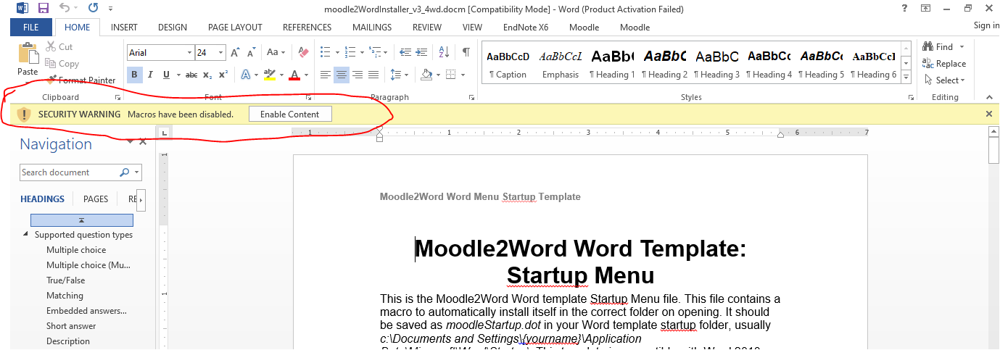 moodle2WordInstaller_v3_4wd.docm [Compatibility Mode] - Word (Product Activation Failed)
FILE HOME INSERT DESIGN PAGE LAYOUT REFERENCES MAILINGS REVIEW VIEW EndNote X6 Moodle Moodle Sign in
Paste
Cut
Copy
Format Painter
Clipboard
Arial 24
Font
Paragraph
AaBbCcD AaBbCcL AaBb( AaBbC AaBbC AaBbCc AaBbCc AaBbCcI
¶ Caption Emphasis ¶ Heading 1 ¶ Heading 2 ¶ Heading 3 ¶ Heading 4 ¶ Heading 5 ¶ Heading 6
Styles
Find
Replace
Select
Editing
SECURITY WARNING Macros have been disabled. Enable Content
1 1 2 3 4 5 6 7
Navigation
Search document
HEADINGS PAGES RE
Supported question types
Multiple choice
Multiple choice (Mu...
True/False
Matching
Embedded answers...
Short answer
Description
Moodle2Word Word Menu Startup Template
Moodle2Word Word Template:
Startup Menu
This is the Moodle2Word Word template Startup Menu file. This file contains a
macro to automatically install itself in the correct folder on opening. It should
be saved as moodleStartup.dot in your Word template startup folder, usually
c:\Documents and Settings\{yourname}\Application